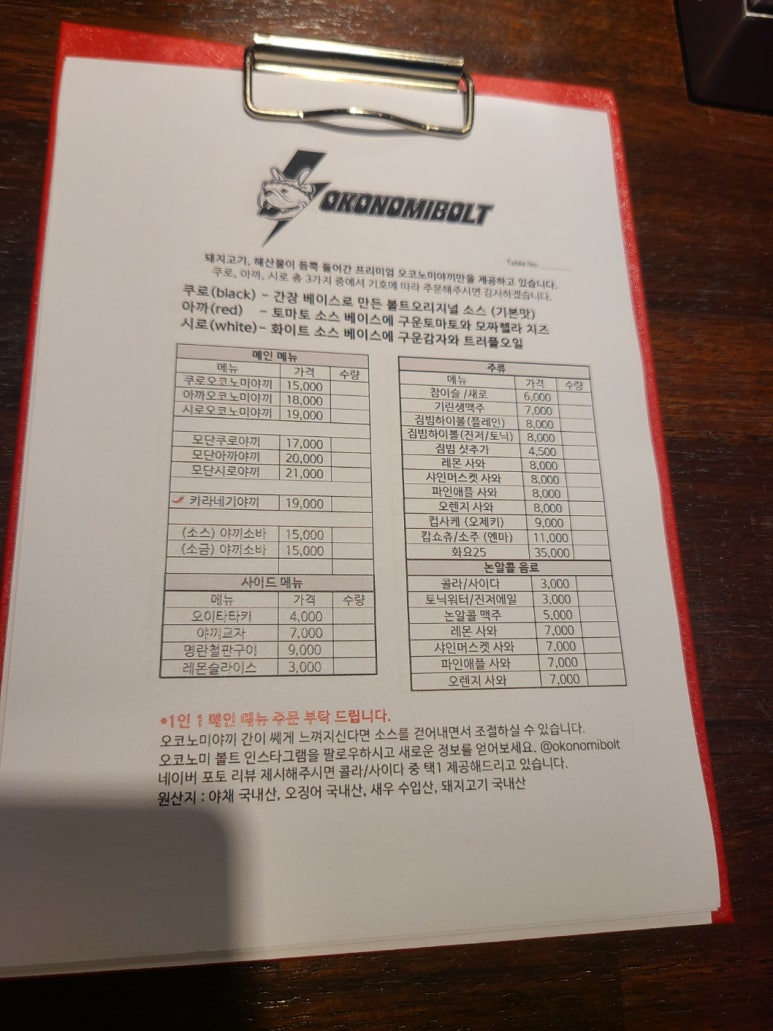 OKONOMIBOLT
Table No.
돼지고기, 해산물이 듬뿍 들어간 프리미엄 오코노미야끼만을 제공하고 있습니다.
쿠로, 아까, 시로 총 3가지 중에서 기호에 따라 주문해주시면 감사하겠습니다.
쿠로(black) - 간장 베이스로 만든 볼트오리지널 소스 (기본맛)
아까(red) - 토마토 소스 베이스에 구운토마토와 모짜렐라 치즈
시로(white) - 화이트 소스 베이스에 구운감자와 트러플오일
메인 메뉴
메뉴 가격 수량
쿠로오코노미야끼 15,000
아까오코노미야끼 18,000
시로오코노미야끼 19,000
모단쿠로야끼 17,000
모단아까야끼 20,000
모단시로야끼 21,000
카라네기야끼 19,000
(소스) 야끼소바 15,000
(소금) 야끼소바 15,000
사이드 메뉴
메뉴 가격 수량
오이타타키 4,000
야끼교자 7,000
명란철판구이 9,000
레몬슬라이스 3,000
주류
메뉴 가격 수량
참이슬 /새로 6,000
기린생맥주 7,000
짐빔하이볼(플레인) 8,000
짐빔하이볼(진저/토닉) 8,000
짐빔 샷추가 4,500
레몬 사와 8,000
샤인머스켓 사와 8,000
파인애플 사와 8,000
오렌지 사와 8,000
컵사케 (오제키) 9,000
캅쇼츄/소주 (엔마) 11,000
화요25 35,000
논알콜 음료
콜라/사이다 3,000
토닉워터/진저에일 3,000
논알콜 맥주 5,000
레몬 사와 7,000
샤인머스켓 사와 7,000
파인애플 사와 7,000
오렌지 사와 7,000
*1인 1 메인 메뉴 주문 부탁 드립니다.
오코노미야끼 간이 쎄게 느껴지신다면 소스를 걷어내면서 조절하실 수 있습니다.
오코노미 볼트 인스타그램을 팔로우하시고 새로운 정보를 얻어보세요. @okonomibolt
네이버 포토 리뷰 제시해주시면 콜라/사이다 중 택1 제공해드리고 있습니다.
원산지 : 야채 국내산, 오징어 국내산, 새우 수입산, 돼지고기 국내산